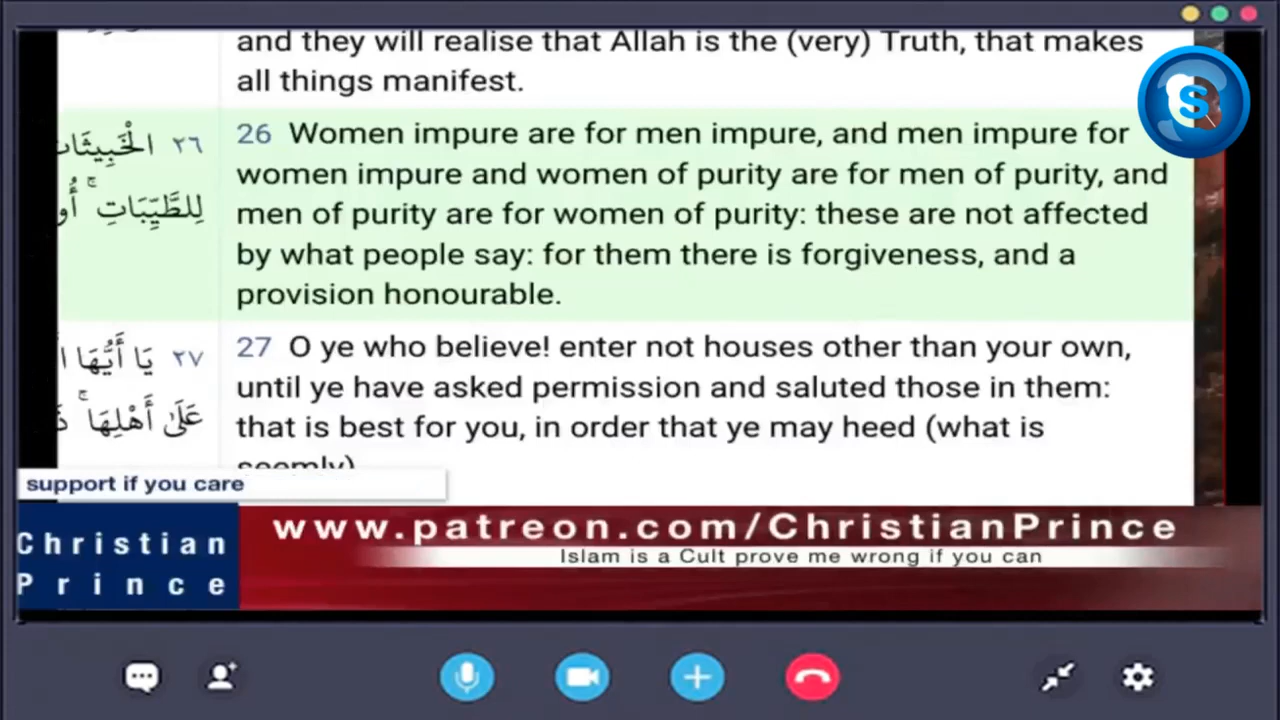 and they will realise that Allah is the (very) Truth, that makes
all things manifest.
٢٦ الْخَبِيثَات
لِلطَّيِّبَاتِ ۚ أُو
26 Women impure are for men impure, and men impure for
women impure and women of purity are for men of purity, and
men of purity are for women of purity: these are not affected
by what people say: for them there is forgiveness, and a
provision honourable.
٢٧ يَا أَيُّهَا
عَلَىٰ أَهْلِهَا ۚ
27 O ye who believe! enter not houses other than your own,
until ye have asked permission and saluted those in them:
that is best for you, in order that ye may heed (what is
seemly)
support if you care
Christian
Prince
www.patreon.com/ChristianPrince
Islam is a Cult prove me wrong if you can
S